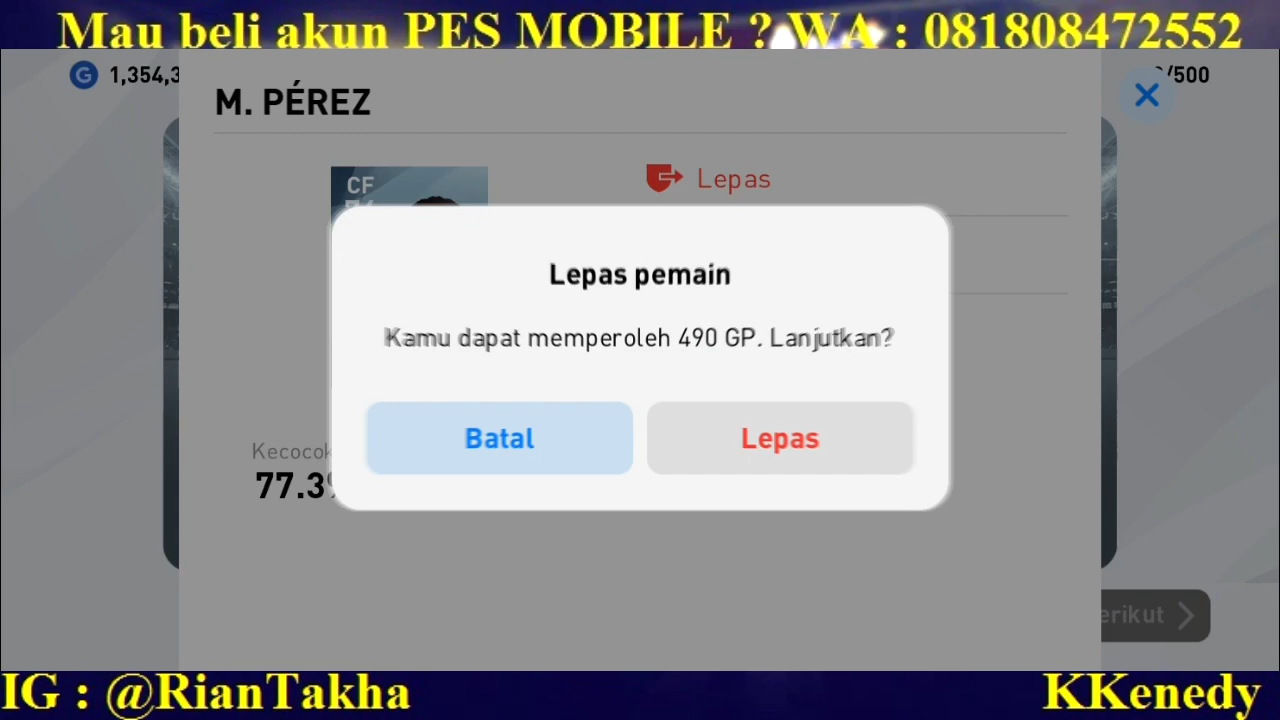 Mau beli akun PES MOBILE ? WA : 081808472552
1,354,3
/500
M. PÉREZ
CF
Lepas
Lepas pemain
Kamu dapat memperoleh 490 GP. Lanjutkan?
Batal
Lepas
Kecocok
77.39
erikut
IG : @RianTakha
KKenedy